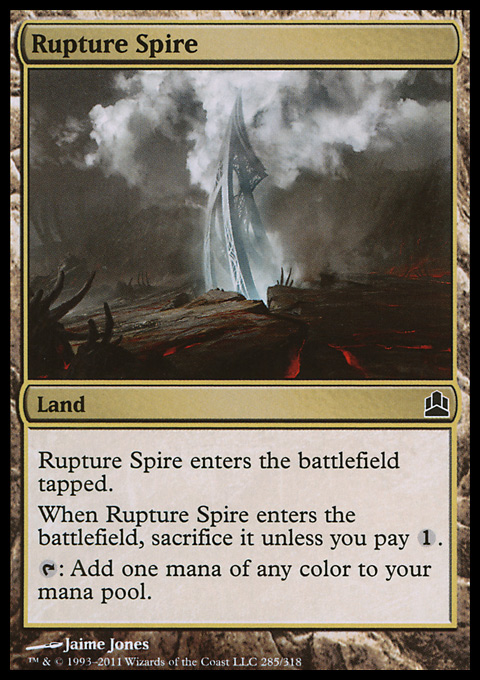 Rupture Spire
Land
Rupture Spire enters the battlefield
tapped.
When Rupture Spire enters the
battlefield, sacrifice it unless you pay 1.
: Add one mana of any color to your
mana pool.
Jaime Jones
™ & © 1993–2011 Wizards of the Coast LLC 285/318